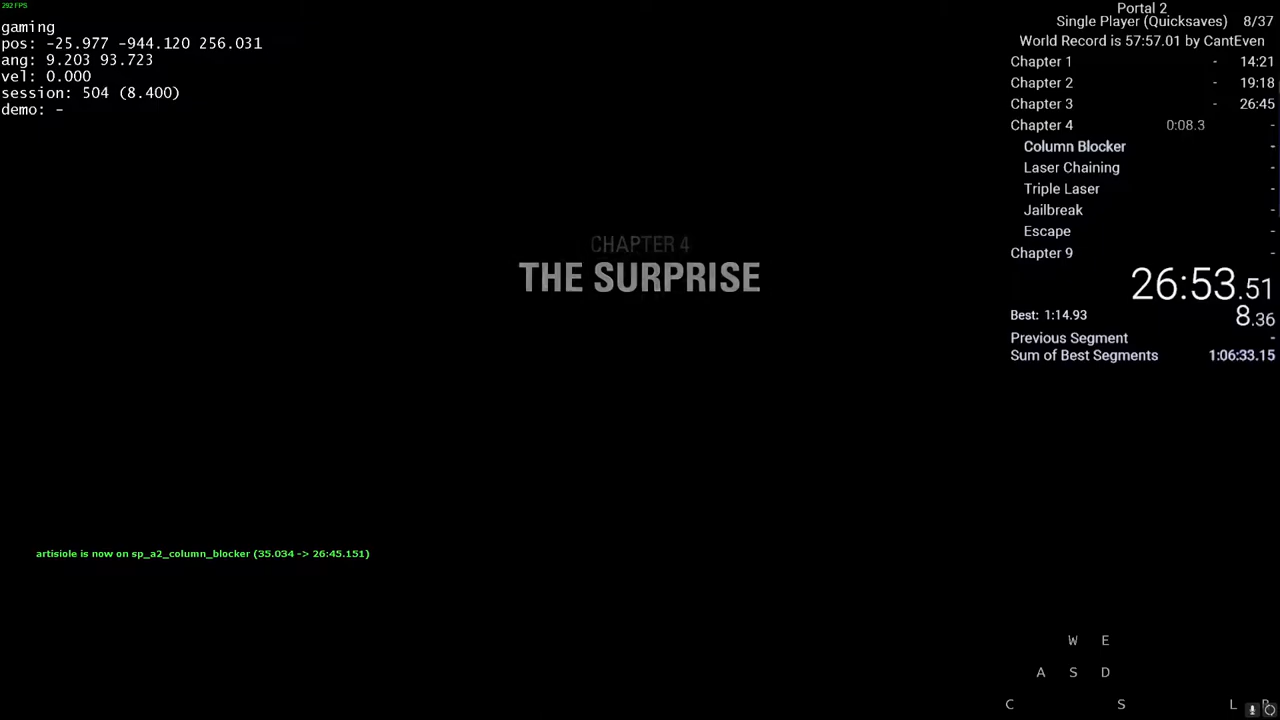 292 FPS
gaming
pos: -25.977 -944.120 256.031
ang: 9.203 93.723
vel: 0.000
session: 504 (8.400)
demo: -
Portal 2
Single Player (Quicksaves) 8/37
World Record is 57:57.01 by CantEven
Chapter 1 - 14:21
Chapter 2 - 19:18
Chapter 3 - 26:45
Chapter 4 0:08.3 -
Column Blocker -
Laser Chaining -
Triple Laser -
Jailbreak -
Escape -
Chapter 9 -
26:53.51
Best: 1:14.93 8.36
Previous Segment -
Sum of Best Segments 1:06:33.15
CHAPTER 4
THE SURPRISE
artisiole is now on sp_a2_column_blocker (35.034 -> 26:45.151)
W E
A S D
C S L